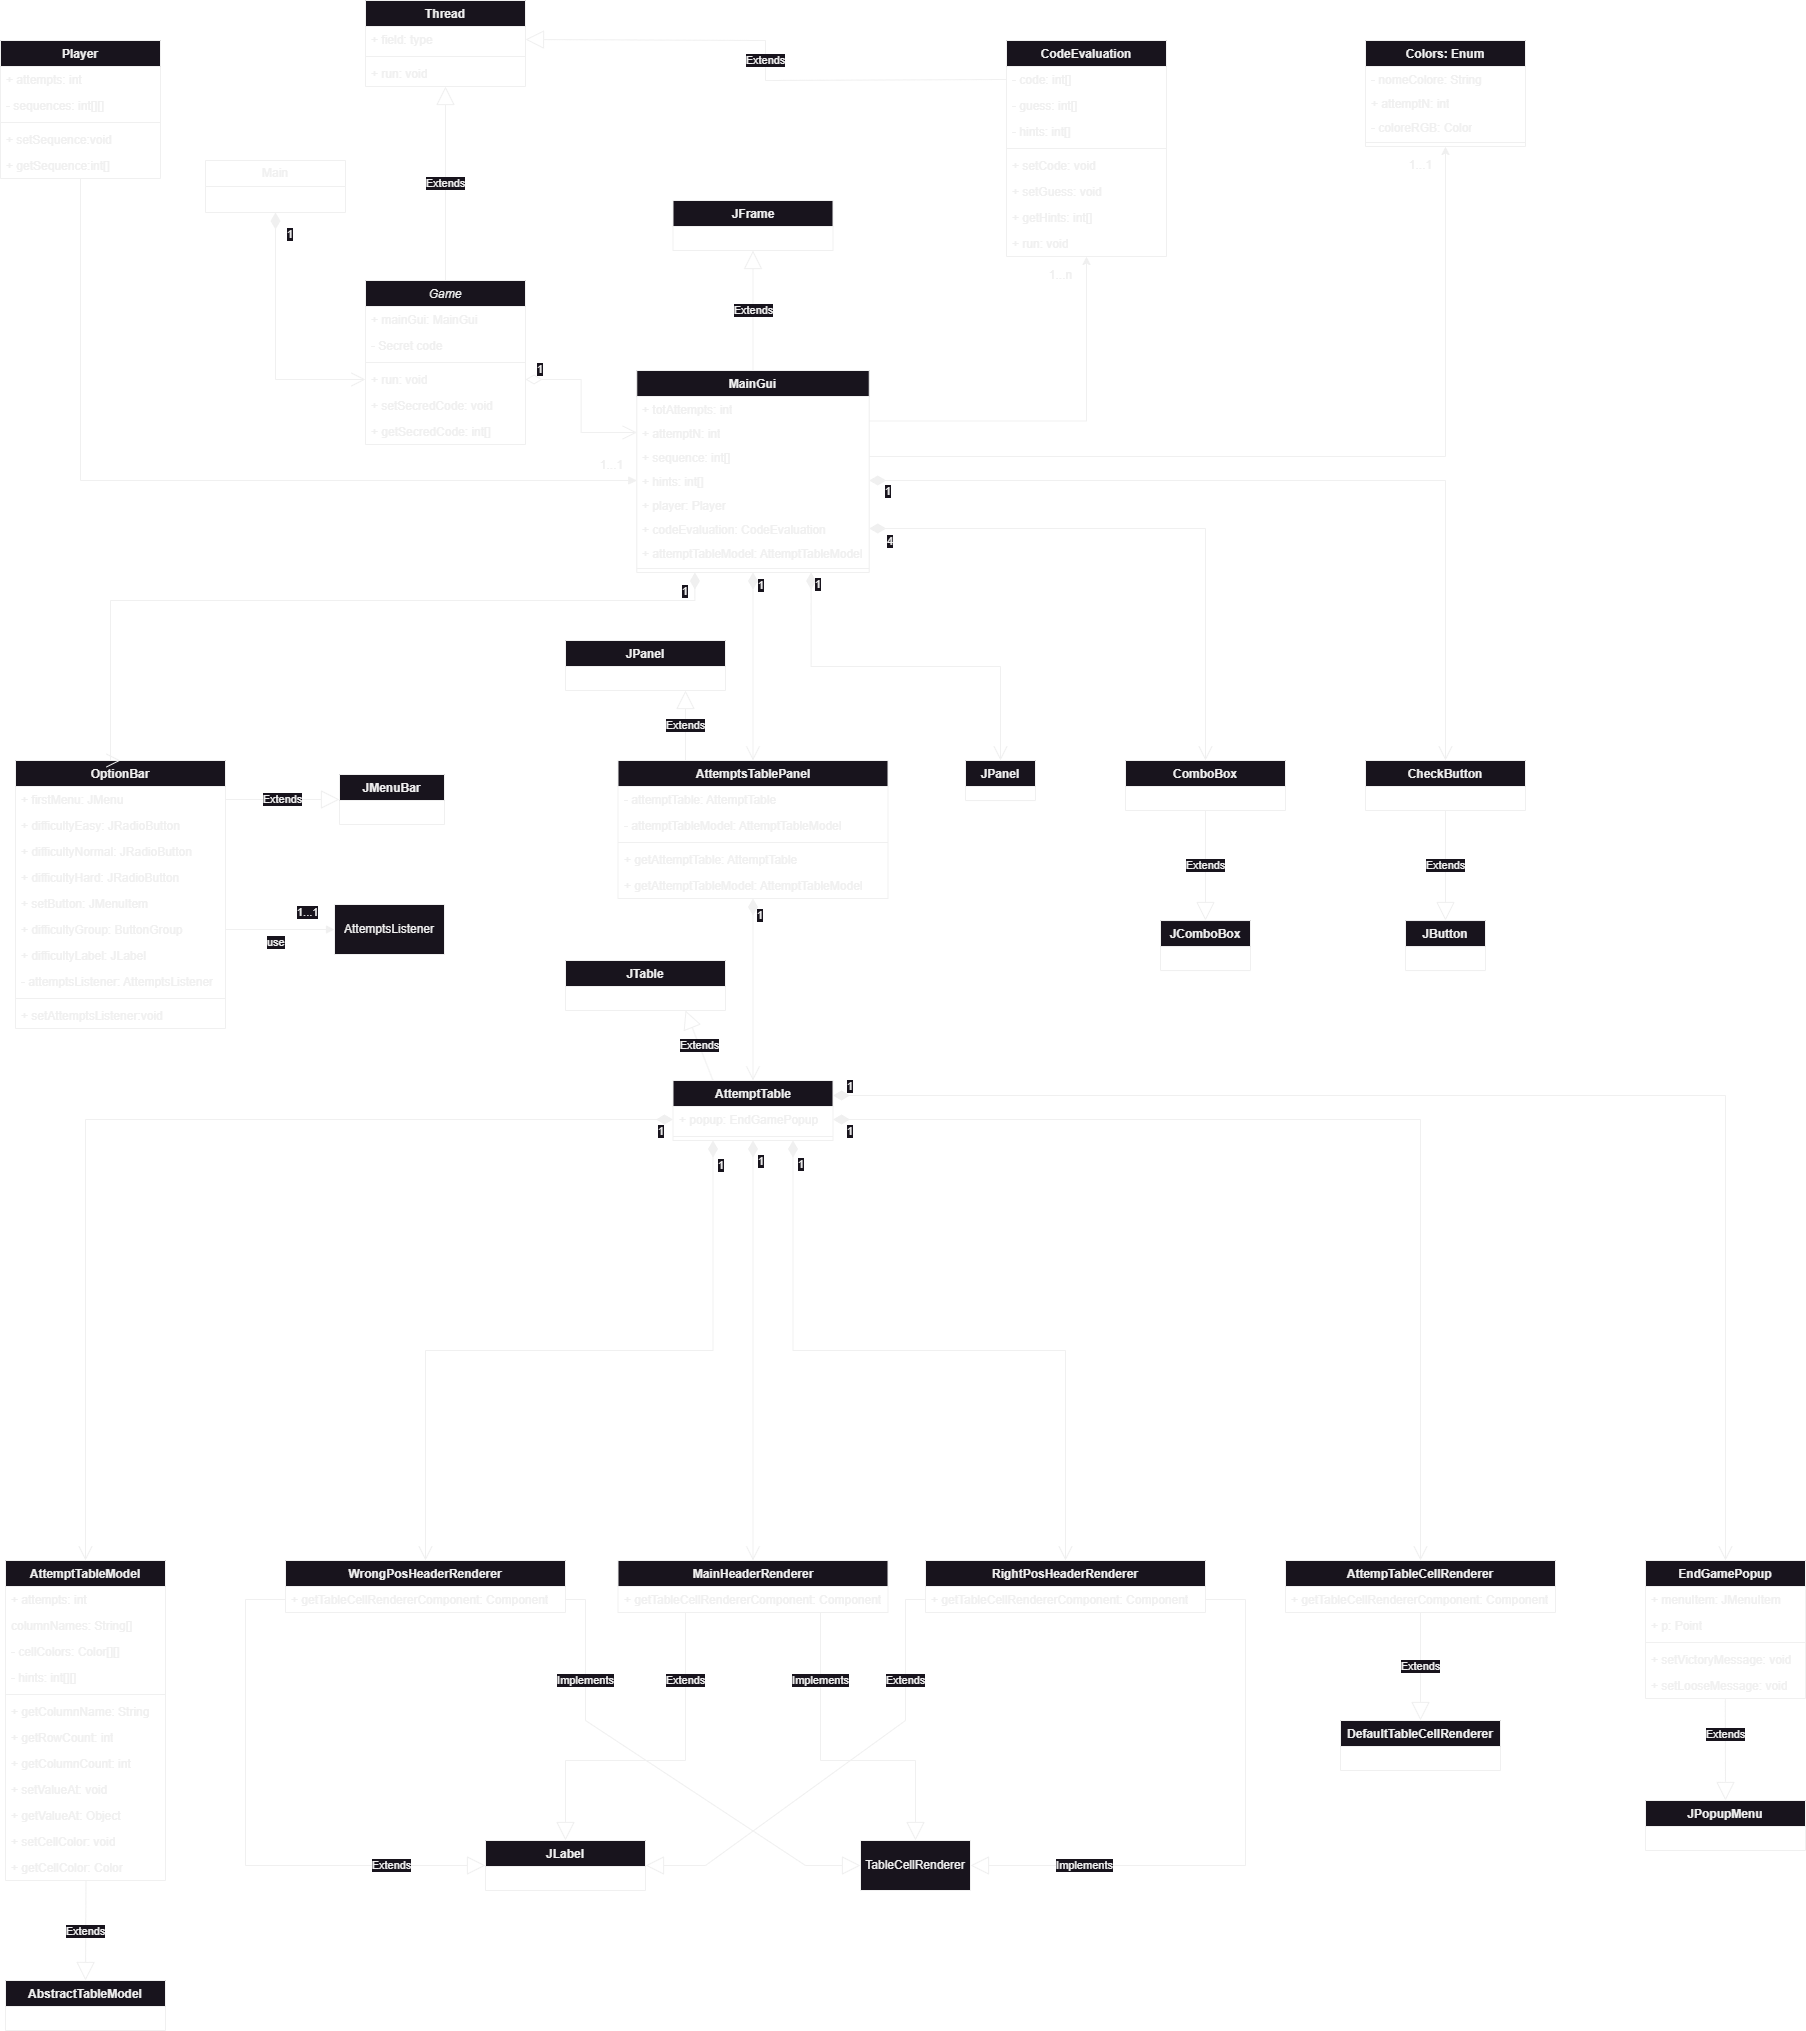 Thread
+ field: type
+ run: void
Extends
Player
+ attempts: int
- sequences: int[][]
+ setSequence:void
+ getSequence:int[]
CodeEvaluation
- code: int[]
- guess: int[]
- hints: int[]
+ setCode: void
+ setGuess: void
+ getHints: int[]
+ run: void
Colors: Enum
- nomeColore: String
+ attemptN: int
- coloreRGB: Color
1...1
Main
1
Extends
JFrame
Extends
1...n
Game
+ mainGui: MainGui
- Secret code
+ run: void
+ setSecredCode: void
+ getSecredCode: int[]
1
1...1
MainGui
+ totAttempts: int
+ attemptN: int
+ sequence: int[]
+ hints: int[]
+ player: Player
+ codeEvaluation: CodeEvaluation
+ attemptTableModel: AttemptTableModel
1
4
1
1
1
JPanel
Extends
OptionBar
+ firstMenu: JMenu
+ difficultyEasy: JRadioButton
+ difficultyNormal: JRadioButton
+ difficultyHard: JRadioButton
+ setButton: JMenuItem
+ difficultyGroup: ButtonGroup
+ difficultyLabel: JLabel
- attemptsListener: AttemptsListener
+ setAttemptsListener:void
Extends
JMenuBar
1...1
use
AttemptsListener
AttemptsTablePanel
- attemptTable: AttemptTable
- attemptTableModel: AttemptTableModel
+ getAttemptTable: AttemptTable
+ getAttemptTableModel: AttemptTableModel
1
JPanel
ComboBox
Extends
JComboBox
CheckButton
Extends
JButton
JTable
Extends
AttemptTable
+ popup: EndGamePopup
1
1
1
1
1
1
AttemptTableModel
+ attempts: int
columnNames: String[]
- cellColors: Color[][]
- hints: int[][]
+ getColumnName: String
+ getRowCount: int
+ getColumnCount: int
+ setValueAt: void
+ getValueAt: Object
+ setCellColor: void
+ getCellColor: Color
Extends
AbstractTableModel
WrongPosHeaderRenderer
+ getTableCellRendererComponent: Component
MainHeaderRenderer
+ getTableCellRendererComponent: Component
RightPosHeaderRenderer
+ getTableCellRendererComponent: Component
AttempTableCellRenderer
+ getTableCellRendererComponent: Component
EndGamePopup
+ menuItem: JMenuItem
+ p: Point
+ setVictoryMessage: void
+ setLooseMessage: void
Implements
Extends
Implements
Extends
Extends
DefaultTableCellRenderer
Extends
JPopupMenu
Extends
JLabel
TableCellRenderer
Implements